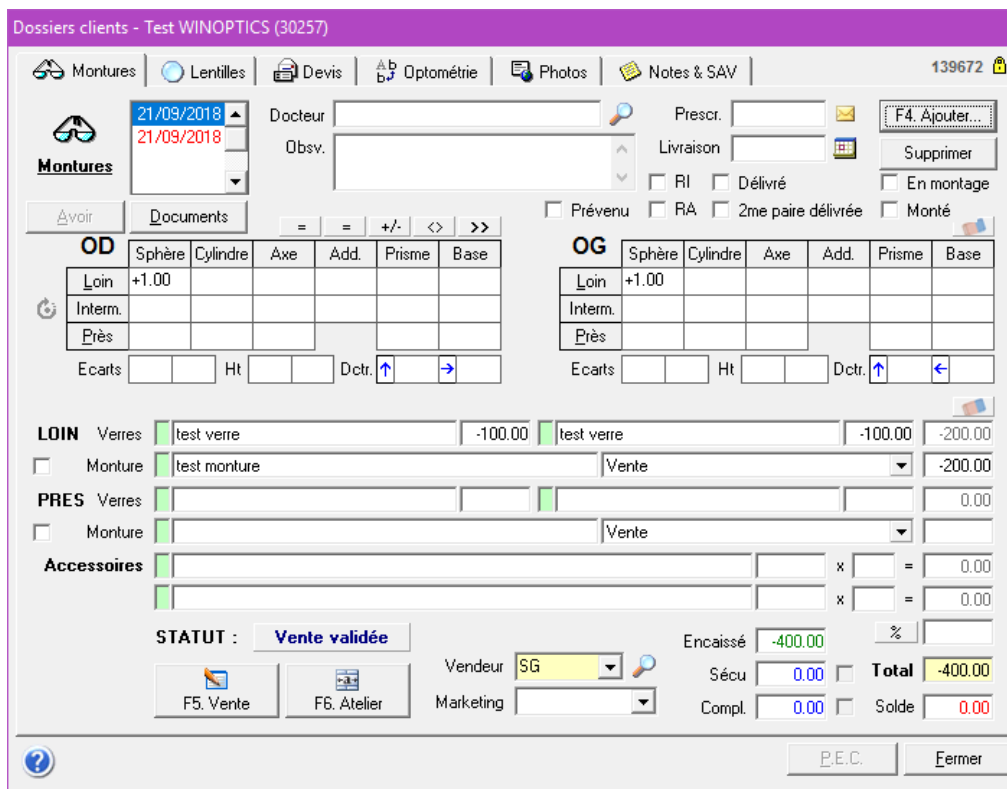 Dossiers clients - Test WINOPTICS (30257)
Montures Lentilles Devis Optométrie Photos Notes & SAV 139672
21/09/2018 Docteur Prescr. F4. Ajouter...
21/09/2018 Obsv. Livraison Supprimer
Montures RI Délivré En montage
Avoir Documents Prévenu RA 2me paire délivrée Monté
= = +/- <> >>
OD Sphère Cylindre Axe Add. Prisme Base OG Sphère Cylindre Axe Add. Prisme Base
Loin +1.00 Loin +1.00
Interm. Interm.
Près Près
Ecarts Ht Dctr. ↑ → Ecarts Ht Dctr. ↑ ←
LOIN Verres test verre -100.00 test verre -100.00 -200.00
Monture test monture Vente -200.00
PRES Verres 0.00
Monture Vente
Accessoires x = 0.00
x = 0.00
STATUT : Vente validée Encaissé -400.00 %
Vendeur SG Sécu 0.00 Total -400.00
F5. Vente F6. Atelier Marketing Compl. 0.00 Solde 0.00
? P.E.C. Fermer